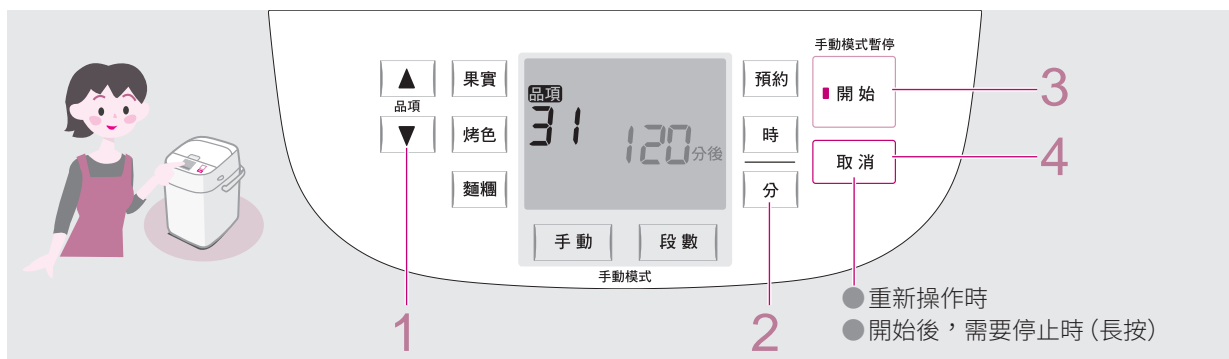 手動模式暫停
▲
果實
預約
開始
3
品項
品項
31
120分後
▼
烤色
時
取消
4
麵糰
分
手動
段數
手動模式
1
2
●重新操作時
●開始後，需要停止時(長按)